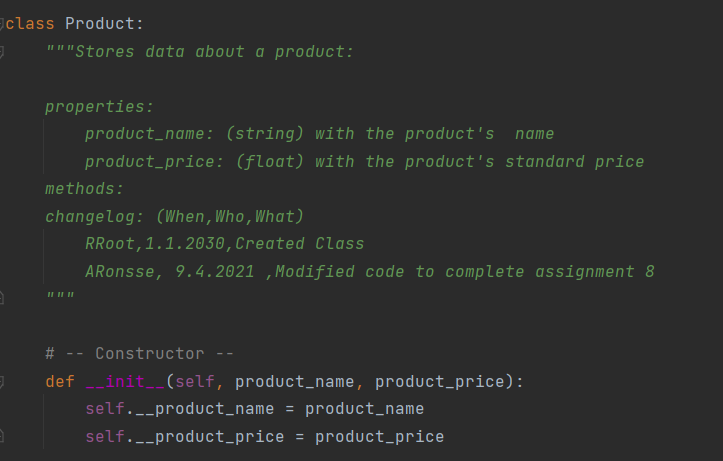 class Product:
"""Stores data about a product:
properties:
product_name: (string) with the product's  name
product_price: (float) with the product's standard price
methods:
changelog: (When,Who,What)
RRoot,1.1.2030,Created Class
ARonsse, 9.4.2021 ,Modified code to complete assignment 8
"""
# -- Constructor --
def __init__(self, product_name, product_price):
self.__product_name = product_name
self.__product_price = product_price